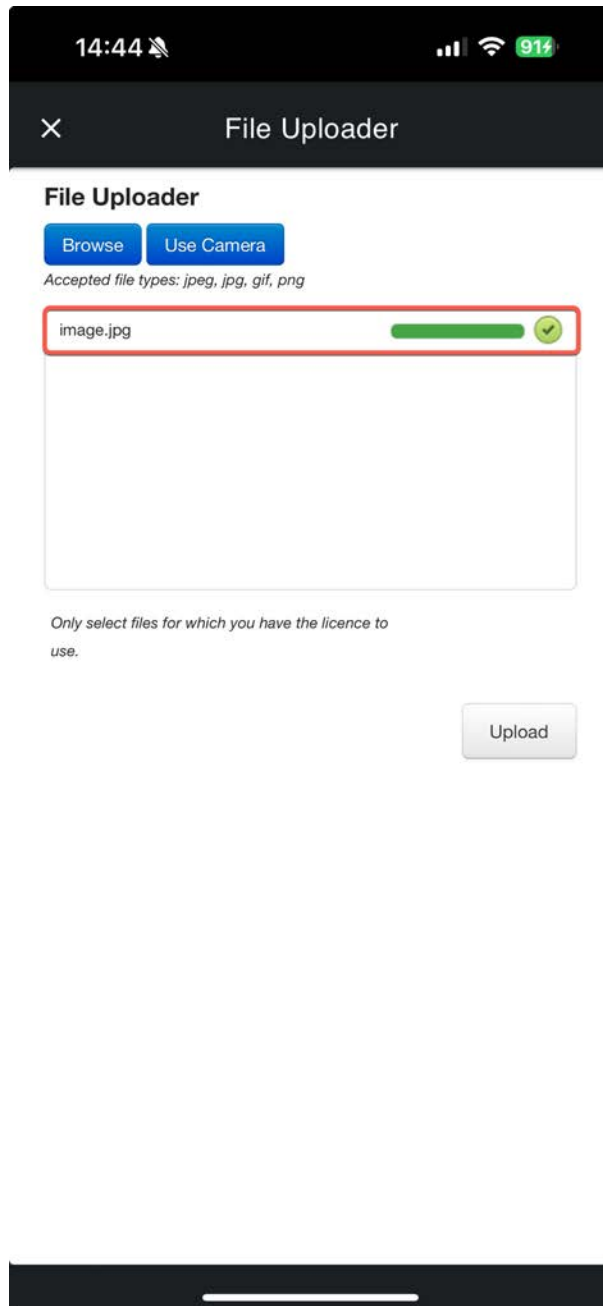 14:44
91
File Uploader
File Uploader
Browse
Use Camera
Accepted file types: jpeg, jpg, gif, png
image.jpg
Only select files for which you have the licence to
use.
Upload